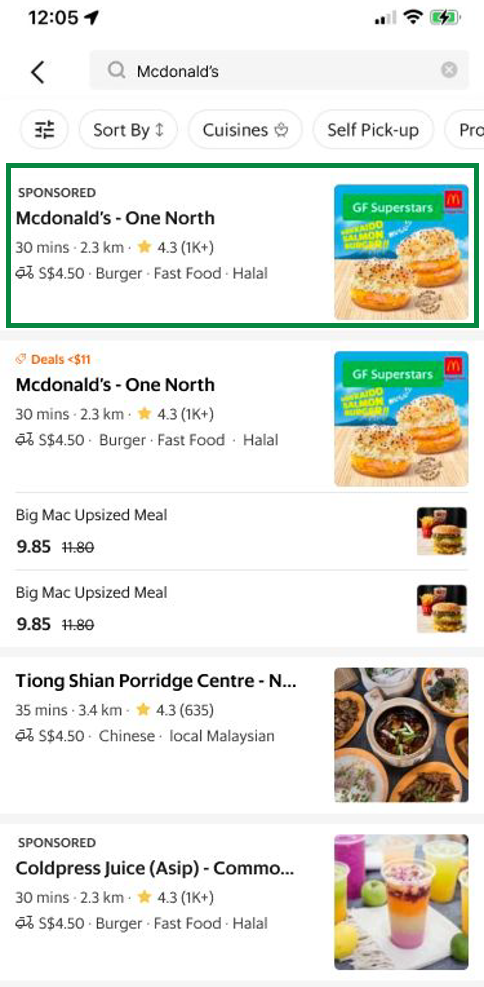 12:05
Mcdonald's
Sort By
Cuisines
Self Pick-up
Pro
SPONSORED
Mcdonald's - One North
30 mins · 2.3 km · 4.3 (1K+)
S$4.50 · Burger · Fast Food · Halal
GF Superstars
HOKKAIDO
SALMON
BURGER!!
Deals <$11
Mcdonald's - One North
30 mins · 2.3 km · 4.3 (1K+)
S$4.50 · Burger · Fast Food · Halal
GF Superstars
HOKKAIDO
SALMON
BURGER!!
Big Mac Upsized Meal
9.85 11.80
Big Mac Upsized Meal
9.85 11.80
Tiong Shian Porridge Centre - N...
35 mins · 3.4 km · 4.3 (635)
S$4.50 · Chinese · local Malaysian
SPONSORED
Coldpress Juice (Asip) - Commo...
30 mins · 2.3 km · 4.3 (1K+)
S$4.50 · Burger · Fast Food · Halal